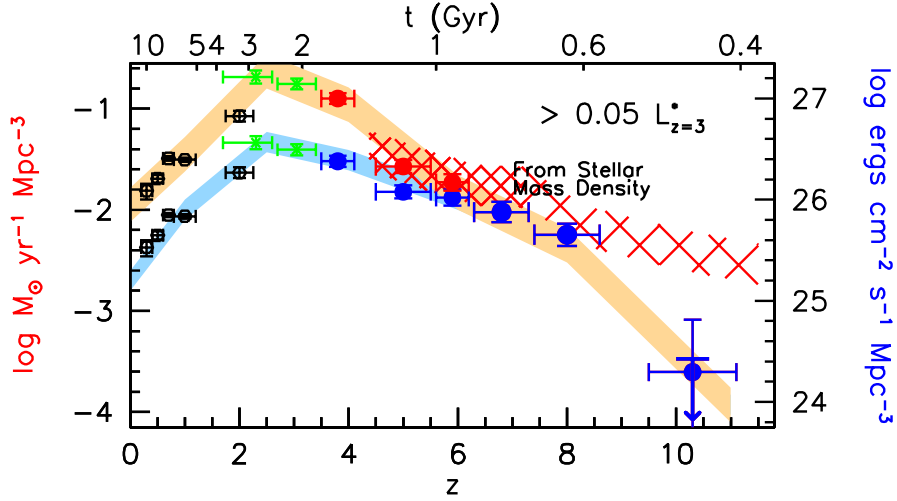 t (Gyr)
10 5 4 3 2 1 0.6 0.4
> 0.05 L*z=3
From Stellar
Mass Density
log M⊙ yr⁻¹ Mpc⁻³
-1
-2
-3
-4
27
26
25
24
log ergs cm⁻² s⁻¹ Mpc⁻³
0 2 4 6 8 10
z